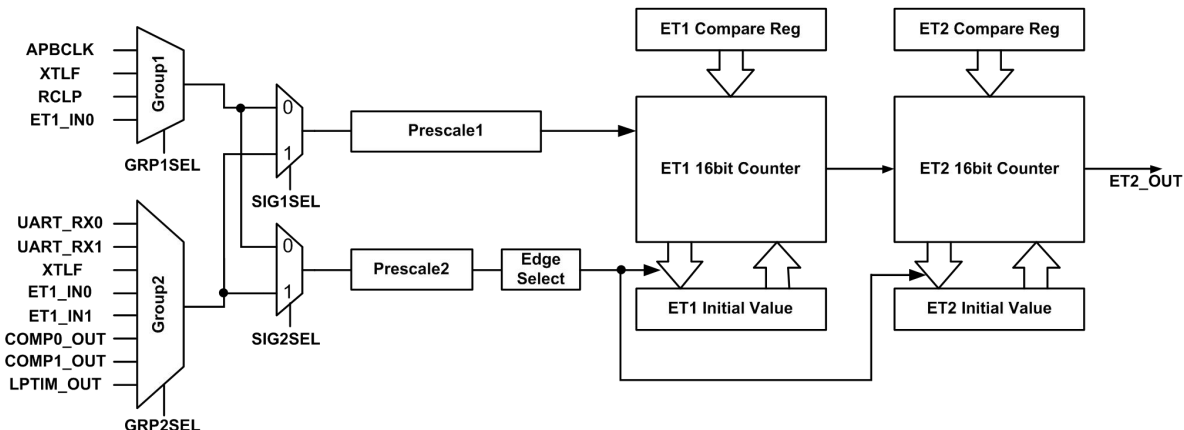 ET1 Compare Reg
ET2 Compare Reg
APBCLK
XTLF
RCLP
ET1_IN0
Group1
GRP1SEL
0
1
SIG1SEL
Prescale1
ET1 16bit Counter
ET2 16bit Counter
ET2_OUT
UART_RX0
UART_RX1
XTLF
ET1_IN0
ET1_IN1
COMP0_OUT
COMP1_OUT
LPTIM_OUT
Group2
GRP2SEL
0
1
SIG2SEL
Prescale2
Edge
Select
ET1 Initial Value
ET2 Initial Value